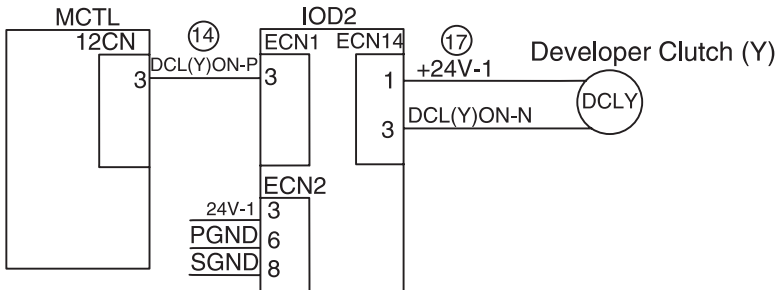 MCTL
IOD2
12CN
14
ECN1
ECN14
17
Developer Clutch (Y)
3
DCL(Y)ON-P
3
1
+24V-1
DCLY
3
DCL(Y)ON-N
ECN2
24V-1
3
PGND
6
SGND
8